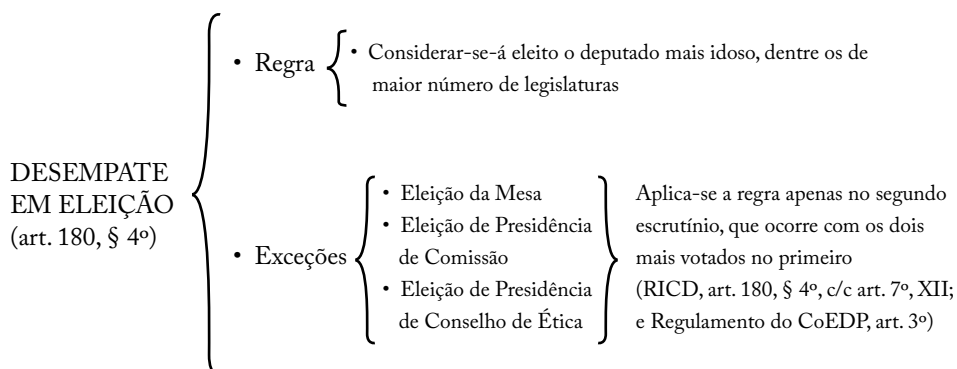 DESEMPATE
EM ELEIÇÃO
(art. 180, § 4º)
• Regra
• Considerar-se-á eleito o deputado mais idoso, dentre os de
maior número de legislaturas
• Exceções
• Eleição da Mesa
• Eleição de Presidência
de Comissão
• Eleição de Presidência
de Conselho de Ética
Aplica-se a regra apenas no segundo
escrutínio, que ocorre com os dois
mais votados no primeiro
(RICD, art. 180, § 4º, c/c art. 7º, XII;
e Regulamento do CoEDP, art. 3º)